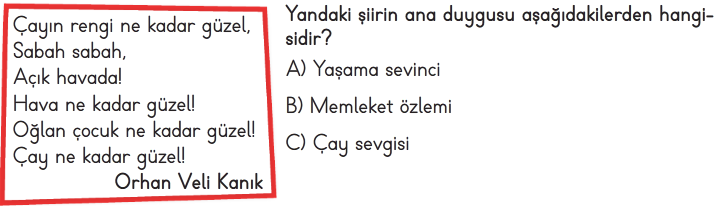 Çayın rengi ne kadar güzel,
Sabah sabah,
Açık havada!
Hava ne kadar güzel!
Oğlan çocuk ne kadar güzel!
Çay ne kadar güzel!
Orhan Veli Kanık
Yandaki şiirin ana duygusu aşağıdakilerden hangi-
sidir?
A) Yaşama sevinci
B) Memleket özlemi
C) Çay sevgisi